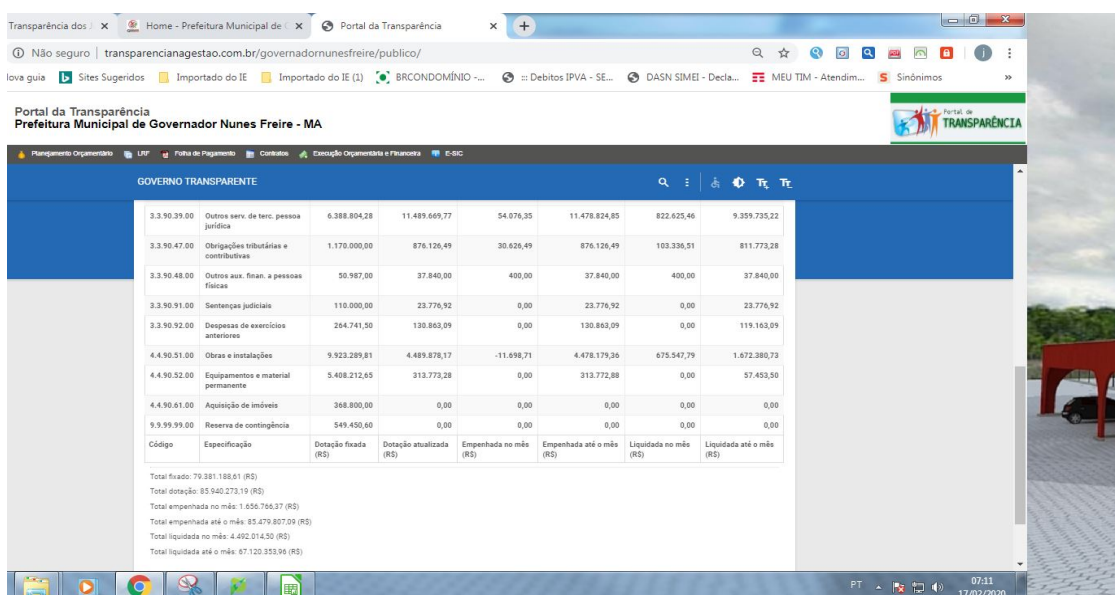 Transparência dos
Home - Prefeitura Municipal de
Portal da Transparência
Não seguro | transparencianagestao.com.br/governadornunesfreire/publico/
lova guia Sites Sugeridos Importado do IE Importado do IE (1) BRCONDOMÍNIO -... ::: Debitos IPVA - SE... DASN SIMEI - Decla... MEU TIM - Atendim... Sinônimos »
Portal da Transparência
Prefeitura Municipal de Governador Nunes Freire - MA
Portal da
TRANSPARÊNCIA
Planejamento Orçamentário LRF Folha de Pagamento Contratos Execução Orçamentária e Financeira E-SIC
GOVERNO TRANSPARENTE
3.3.90.39.00 Outros serv. de terc. pessoa jurídica 6.388.804,28 11.489.669,77 54.076,35 11.478.824,85 822.625,46 9.359.735,22
3.3.90.47.00 Obrigações tributárias e contributivas 1.170.000,00 876.126,49 30.626,49 876.126,49 103.336,51 811.773,28
3.3.90.48.00 Outros aux. finan. a pessoas físicas 50.987,00 37.840,00 400,00 37.840,00 400,00 37.840,00
3.3.90.91.00 Sentenças judiciais 110.000,00 23.776,92 0,00 23.776,92 0,00 23.776,92
3.3.90.92.00 Despesas de exercícios anteriores 264.741,50 130.863,09 0,00 130.863,09 0,00 119.163,09
4.4.90.51.00 Obras e instalações 9.923.289,81 4.489.878,17 -11.698,71 4.478.179,36 675.547,79 1.672.380,73
4.4.90.52.00 Equipamentos e material permanente 5.408.212,65 313.773,28 0,00 313.772,88 0,00 57.453,50
4.4.90.61.00 Aquisição de imóveis 368.800,00 0,00 0,00 0,00 0,00 0,00
9.9.99.99.00 Reserva de contingência 549.450,60 0,00 0,00 0,00 0,00 0,00
Código Especificação Dotação fixada (R$) Dotação atualizada (R$) Empenhada no mês (R$) Empenhada até o mês (R$) Liquidada no mês (R$) Liquidada até o mês (R$)
Total fixado: 79.381.188,61 (R$)
Total dotação: 85.940.273,19 (R$)
Total empenhada no mês: 1.656.766,37 (R$)
Total empenhada até o mês: 85.479.807,09 (R$)
Total liquidada no mês: 4.492.014,50 (R$)
Total liquidada até o mês: 67.120.353,96 (R$)
PT
07:11
17/02/2020